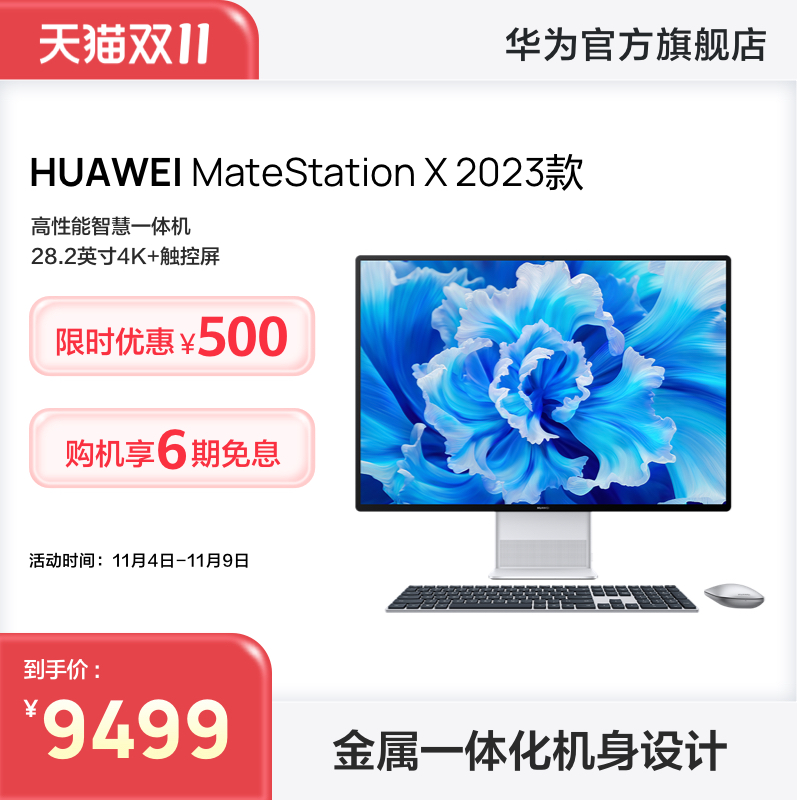 天猫双11
华为官方旗舰店
HUAWEI MateStation X 2023款
高性能智慧一体机
28.2英寸4K+触控屏
限时优惠¥500
购机享6期免息
活动时间：11月4日-11月9日
到手价：
¥9499
金属一体化机身设计